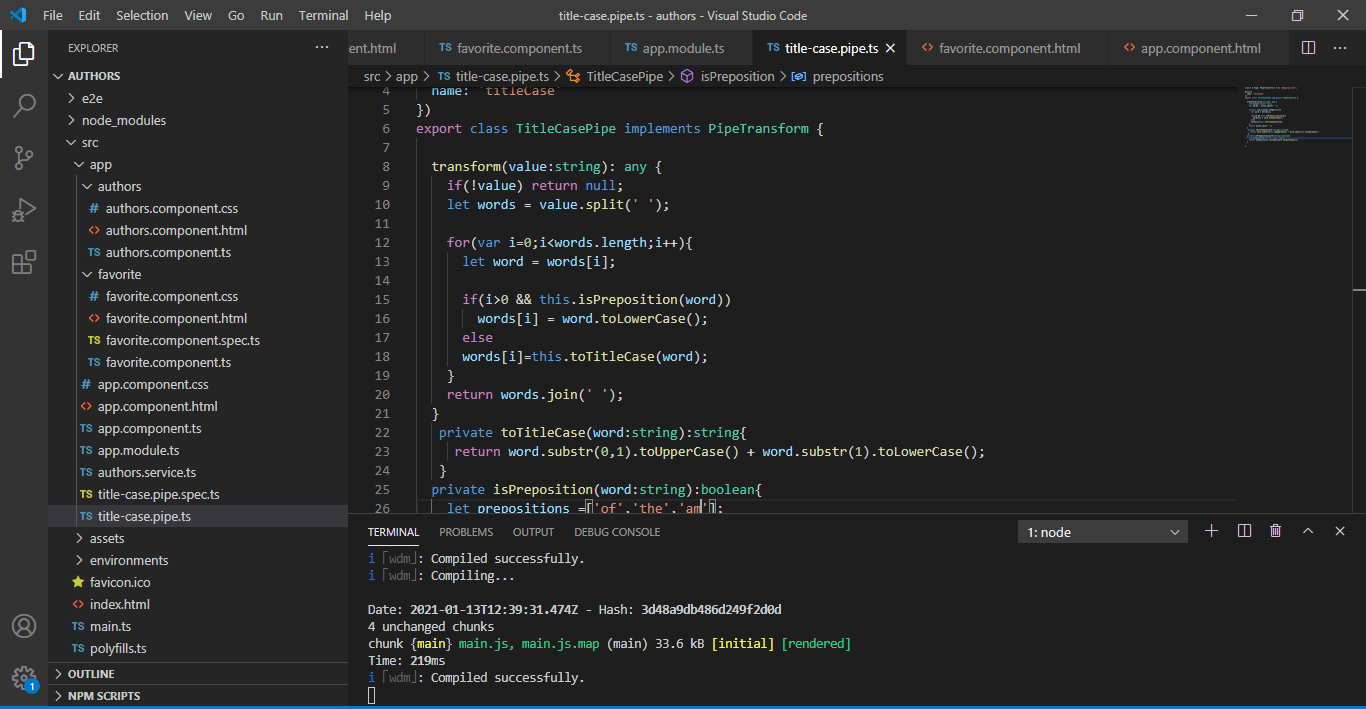 File Edit Selection View Go Run Terminal Help title-case.pipe.ts - authors - Visual Studio Code
EXPLORER ···
AUTHORS
e2e
node_modules
src
app
authors
# authors.component.css
<> authors.component.html
TS authors.component.ts
favorite
# favorite.component.css
<> favorite.component.html
TS favorite.component.spec.ts
TS favorite.component.ts
# app.component.css
<> app.component.html
TS app.component.ts
TS app.module.ts
TS authors.service.ts
TS title-case.pipe.spec.ts
TS title-case.pipe.ts
assets
environments
favicon.ico
<> index.html
TS main.ts
TS polyfills.ts
OUTLINE
NPM SCRIPTS
1
ent.html TS favorite.component.ts TS app.module.ts TS title-case.pipe.ts <> favorite.component.html <> app.component.html ···
src > app > TS title-case.pipe.ts > TitleCasePipe > isPreposition > prepositions
4 name: 'titleCase'
5 })
6 export class TitleCasePipe implements PipeTransform {
7
8 transform(value:string): any {
9 if(!value) return null;
10 let words = value.split(' ');
11
12 for(var i=0;i<words.length;i++){
13 let word = words[i];
14
15 if(i>0 && this.isPreposition(word))
16 words[i] = word.toLowerCase();
17 else
18 words[i]=this.toTitleCase(word);
19 }
20 return words.join(' ');
21 }
22 private toTitleCase(word:string):string{
23 return word.substr(0,1).toUpperCase() + word.substr(1).toLowerCase();
24 }
25 private isPreposition(word:string):boolean{
26 let prepositions =['of','the','am'];
TERMINAL PROBLEMS OUTPUT DEBUG CONSOLE 1: node
i ｢wdm｣: Compiled successfully.
i ｢wdm｣: Compiling...
Date: 2021-01-13T12:39:31.474Z - Hash: 3d48a9db486d249f2d0d
4 unchanged chunks
chunk {main} main.js, main.js.map (main) 33.6 kB [initial] [rendered]
Time: 219ms
i ｢wdm｣: Compiled successfully.